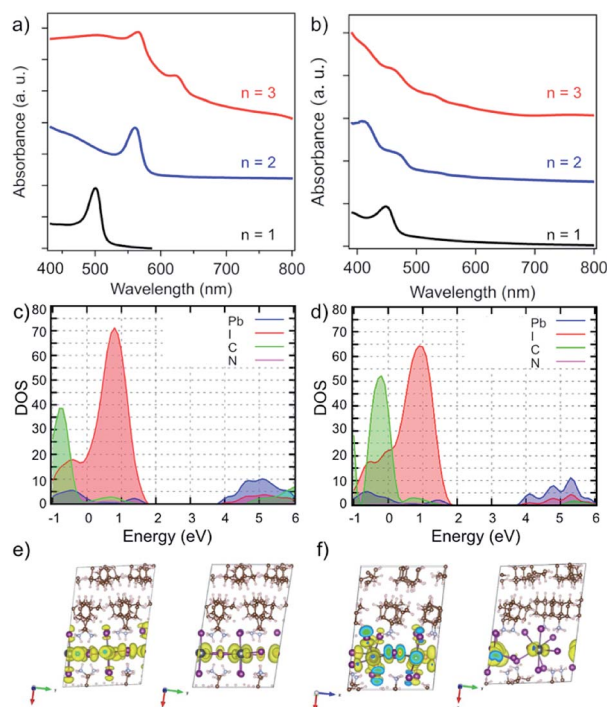 a)
b)
Absorbance (a. u.)
n = 3
n = 2
n = 1
500
600
700
800
Wavelength (nm)
Absorbance (a. u.)
n = 3
n = 2
n = 1
400
500
600
700
800
Wavelength (nm)
c)
d)
DOS
80
70
60
50
40
30
20
10
0
Pb
I
C
N
-1
0
1
2
3
4
5
6
Energy (eV)
DOS
80
70
60
50
40
30
20
10
0
Pb
I
C
N
-1
0
1
2
3
4
5
6
Energy (eV)
e)
f)